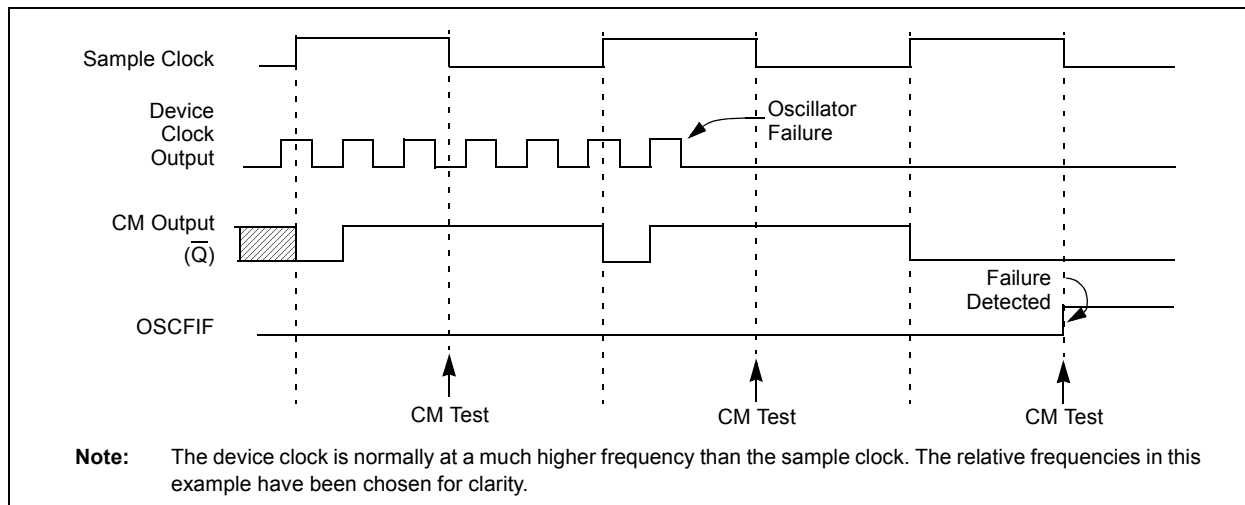 Sample Clock
Device
Clock
Output
Oscillator
Failure
CM Output
(Q̅)
Failure
Detected
OSCFIF
CM Test
CM Test
CM Test
Note: The device clock is normally at a much higher frequency than the sample clock. The relative frequencies in this
example have been chosen for clarity.